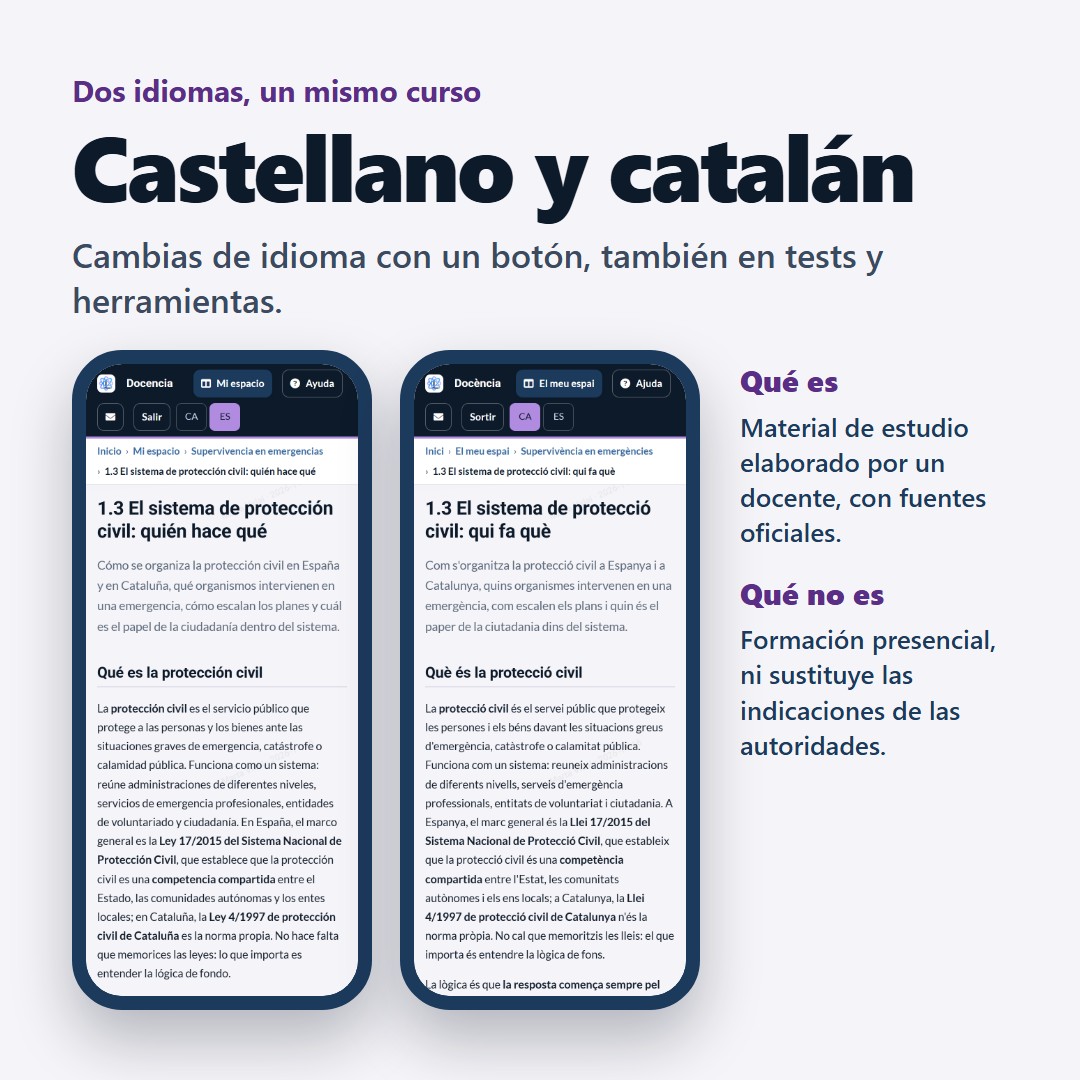 Dos idiomas, un mismo curso
Castellano y catalán
Cambias de idioma con un botón, también en tests y
herramientas.
Docencia
Mi espacio
Ayuda
Salir
CA
ES
Inicio › Mi espacio › Supervivencia en emergencias
› 1.3 El sistema de protección civil: quién hace qué
1.3 El sistema de protección
civil: quién hace qué
Cómo se organiza la protección civil en España
y en Cataluña, qué organismos intervienen en
una emergencia, cómo escalan los planes y cuál
es el papel de la ciudadanía dentro del sistema.
Qué es la protección civil
La protección civil es el servicio público que
protege a las personas y los bienes ante las
situaciones graves de emergencia, catástrofe o
calamidad pública. Funciona como un sistema:
reúne administraciones de diferentes niveles,
servicios de emergencia profesionales, entidades
de voluntariado y ciudadanía. En España, el marco
general es la Ley 17/2015 del Sistema Nacional de
Protección Civil, que establece que la protección
civil es una competencia compartida entre el
Estado, las comunidades autónomas y los entes
locales; en Cataluña, la Ley 4/1997 de protección
civil de Cataluña es la norma propia. No hace falta
que memorices las leyes: lo que importa es
entender la lógica de fondo.
Docència
El meu espai
Ajuda
Sortir
CA
ES
Inici › El meu espai › Supervivència en emergències
› 1.3 El sistema de protecció civil: qui fa què
1.3 El sistema de protecció
civil: qui fa què
Com s'organitza la protecció civil a Espanya i a
Catalunya, quins organismes intervenen en una
emergència, com escalen els plans i quin és el
paper de la ciutadania dins del sistema.
Què és la protecció civil
La protecció civil és el servei públic que protegeix
les persones i els béns davant les situacions greus
d'emergència, catàstrofe o calamitat pública.
Funciona com un sistema: reuneix administracions
de diferents nivells, serveis d'emergència
professionals, entitats de voluntariat i ciutadania. A
Espanya, el marc general és la Llei 17/2015 del
Sistema Nacional de Protecció Civil, que estableix
que la protecció civil és una competència
compartida entre l'Estat, les comunitats
autònomes i els ens locals; a Catalunya, la Llei
4/1997 de protecció civil de Catalunya n'és la
norma pròpia. No cal que memoritzis les lleis: el que
importa és entendre la lògica de fons.
La lògica és que la resposta comença sempre pel
Qué es
Material de estudio
elaborado por un
docente, con fuentes
oficiales.
Qué no es
Formación presencial,
ni sustituye las
indicaciones de las
autoridades.